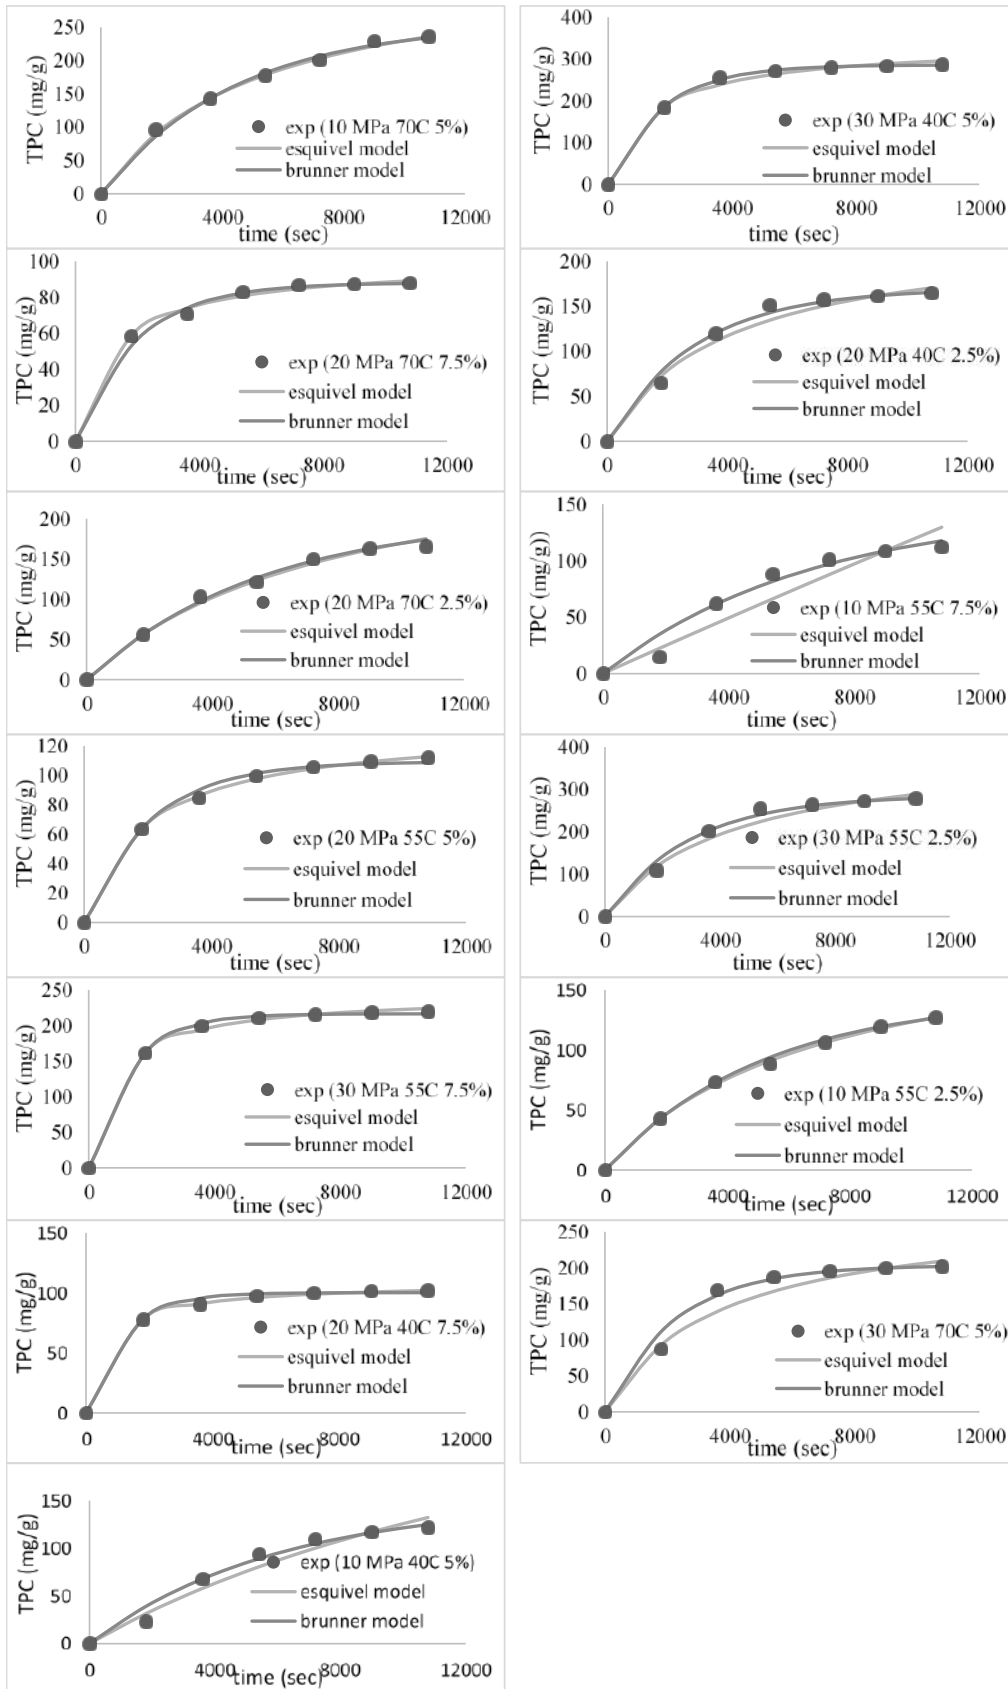 250
200
150
100
50
0
TPC (mg/g)
exp (10 MPa 70C 5%)
esquivel model
brunner model
0 4000 8000 12000
time (sec)
400
300
200
100
0
TPC (mg/g)
exp (30 MPa 40C 5%)
esquivel model
brunner model
0 4000 8000 12000
time (sec)
100
80
60
40
20
0
TPC (mg/g)
exp (20 MPa 70C 7.5%)
esquivel model
brunner model
0 4000 8000 12000
time (sec)
200
150
100
50
0
TPC (mg/g)
exp (20 MPa 40C 2.5%)
esquivel model
brunner model
0 4000 8000 12000
time (sec)
200
150
100
50
0
TPC (mg/g)
exp (20 MPa 70C 2.5%)
esquivel model
brunner model
0 4000 8000 12000
time (sec)
150
100
50
0
TPC (mg/g))
exp (10 MPa 55C 7.5%)
esquivel model
brunner model
0 4000 8000 12000
time (sec)
120
100
80
60
40
20
0
TPC (mg/g)
exp (20 MPa 55C 5%)
esquivel model
brunner model
0 4000 8000 12000
time (sec)
400
300
200
100
0
TPC (mg/g)
exp (30 MPa 55C 2.5%)
esquivel model
brunner model
0 4000 8000 12000
time (sec)
250
200
150
100
50
0
TPC (mg/g)
exp (30 MPa 55C 7.5%)
esquivel model
brunner model
0 4000 8000 12000
time (sec)
150
100
50
0
TPC (mg/g)
exp (10 MPa 55C 2.5%)
esquivel model
brunner model
0 4000 8000 12000
time (sec)
150
100
50
0
TPC (mg/g)
exp (20 MPa 40C 7.5%)
esquivel model
brunner model
0 4000 8000 12000
time (sec)
250
200
150
100
50
0
TPC (mg/g)
exp (30 MPa 70C 5%)
esquivel model
brunner model
0 4000 8000 12000
time (sec)
150
100
50
0
TPC (mg/g)
exp (10 MPa 40C 5%)
esquivel model
brunner model
0 4000 8000 12000
time (sec)